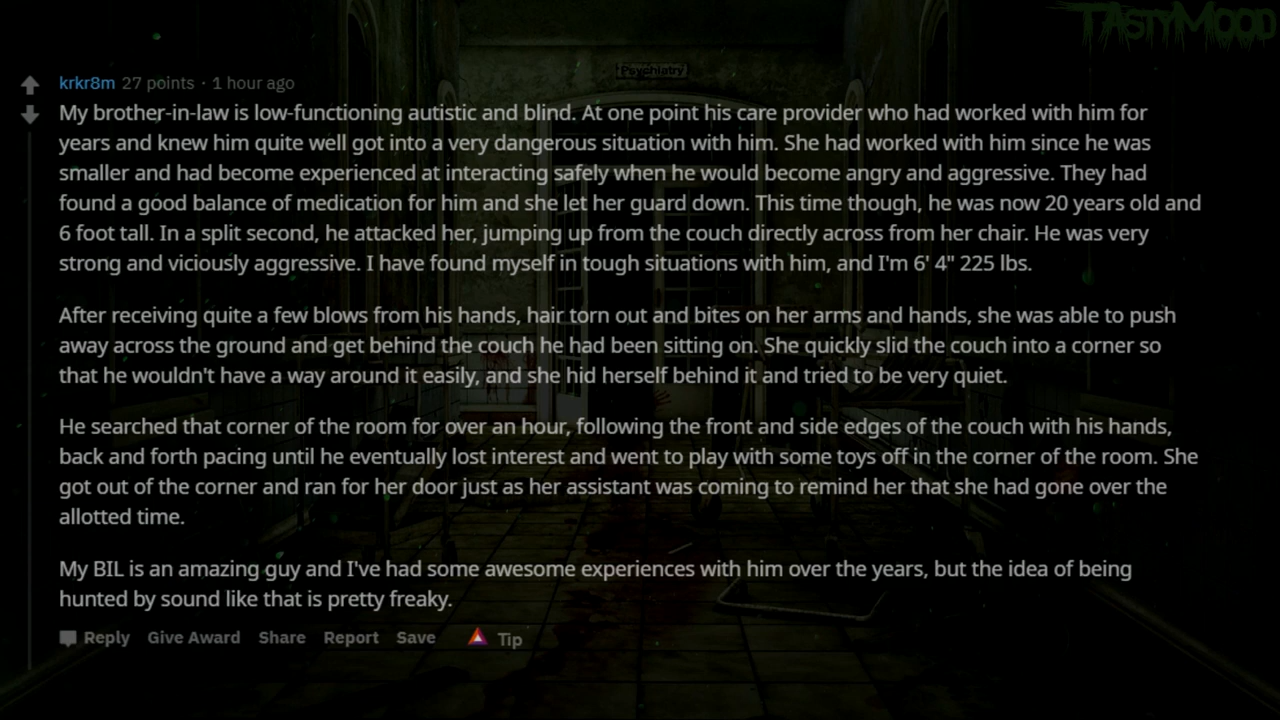 TASTYMOOD
Psychiatry
krkr8m 27 points · 1 hour ago
My brother-in-law is low-functioning autistic and blind. At one point his care provider who had worked with him for
years and knew him quite well got into a very dangerous situation with him. She had worked with him since he was
smaller and had become experienced at interacting safely when he would become angry and aggressive. They had
found a good balance of medication for him and she let her guard down. This time though, he was now 20 years old and
6 foot tall. In a split second, he attacked her, jumping up from the couch directly across from her chair. He was very
strong and viciously aggressive. I have found myself in tough situations with him, and I'm 6' 4" 225 lbs.
After receiving quite a few blows from his hands, hair torn out and bites on her arms and hands, she was able to push
away across the ground and get behind the couch he had been sitting on. She quickly slid the couch into a corner so
that he wouldn't have a way around it easily, and she hid herself behind it and tried to be very quiet.
He searched that corner of the room for over an hour, following the front and side edges of the couch with his hands,
back and forth pacing until he eventually lost interest and went to play with some toys off in the corner of the room. She
got out of the corner and ran for her door just as her assistant was coming to remind her that she had gone over the
allotted time.
My BIL is an amazing guy and I've had some awesome experiences with him over the years, but the idea of being
hunted by sound like that is pretty freaky.
Reply Give Award Share Report Save Tip